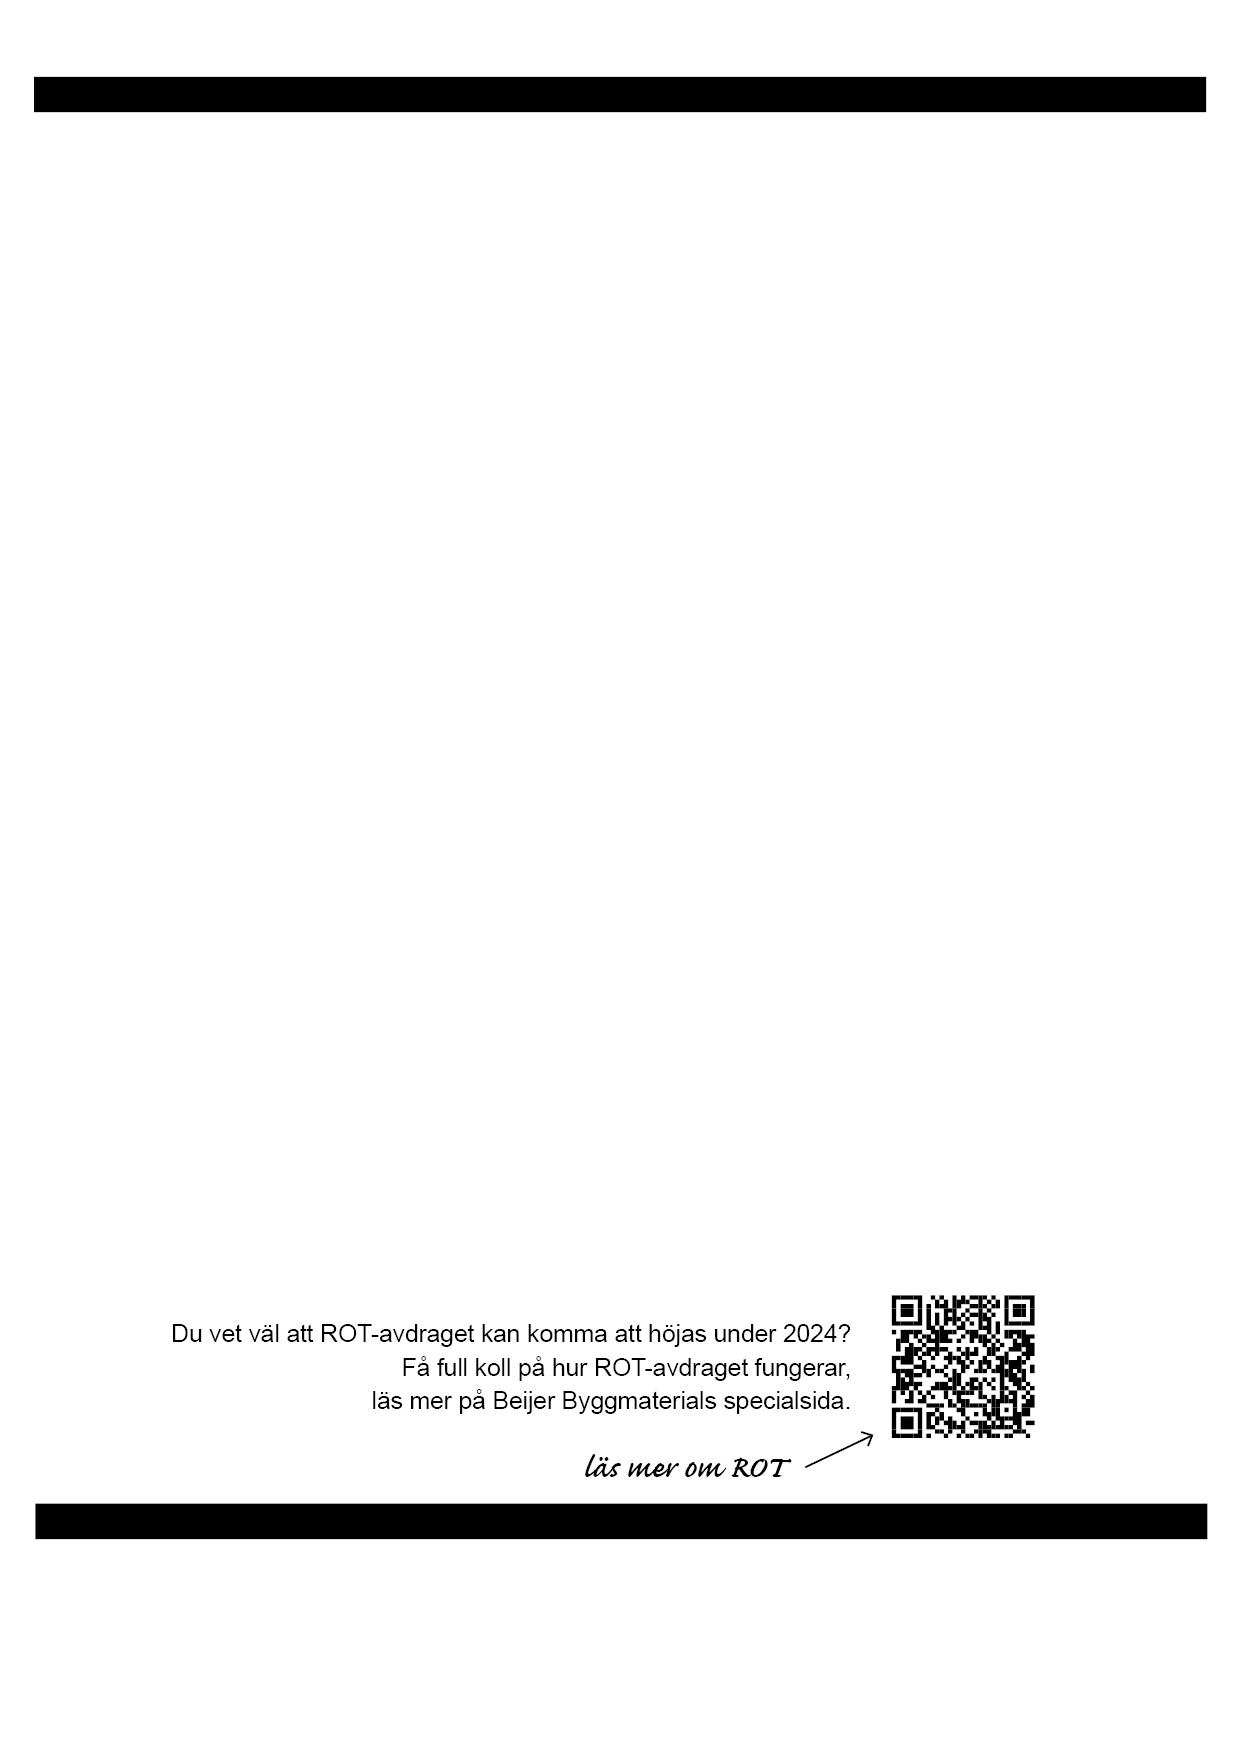 Du vet väl att ROT-avdraget kan komma att höjas under 2024?
Få full koll på hur ROT-avdraget fungerar,
läs mer på Beijer Byggmaterials specialsida.
läs mer om ROT